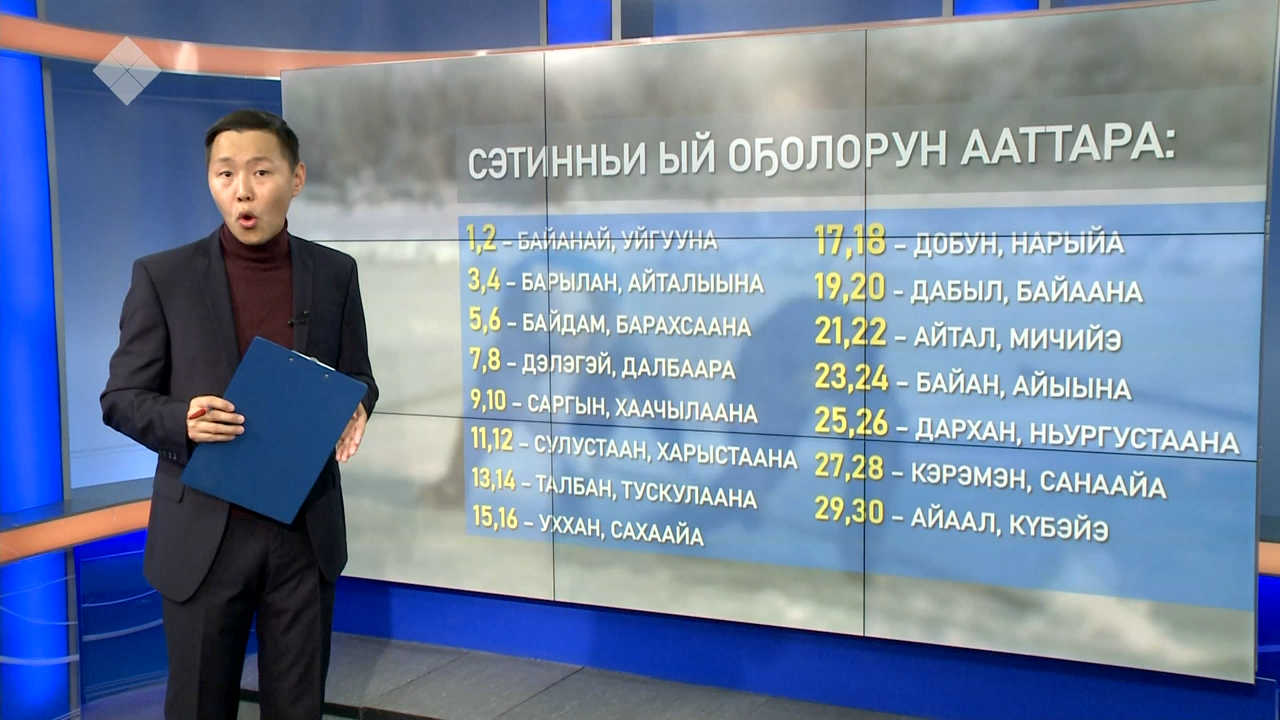 СЭТИННЬИ ЫЙ ОҔОЛОРУН ААТТАРА:
1,2 – БАЙАНАЙ, УЙГУУНА
3,4 – БАРЫЛАН, АЙТАЛЫЫНА
5,6 – БАЙДАМ, БАРАХСААНА
7,8 – ДЭЛЭГЭЙ, ДАЛБААРА
9,10 – САРГЫН, ХААЧЫЛААНА
11,12 – СУЛУСТААН, ХАРЫСТААНА
13,14 – ТАЛБАН, ТУСКУЛААНА
15,16 – УХХАН, САХААЙА
17,18 – ДОБУН, НАРЫЙА
19,20 – ДАБЫЛ, БАЙААНА
21,22 – АЙТАЛ, МИЧИЙЭ
23,24 – БАЙАН, АЙЫЫНА
25,26 – ДАРХАН, НЬУРГУСТААНА
27,28 – КЭРЭМЭН, САНААЙА
29,30 – АЙААЛ, КҮБЭЙЭ